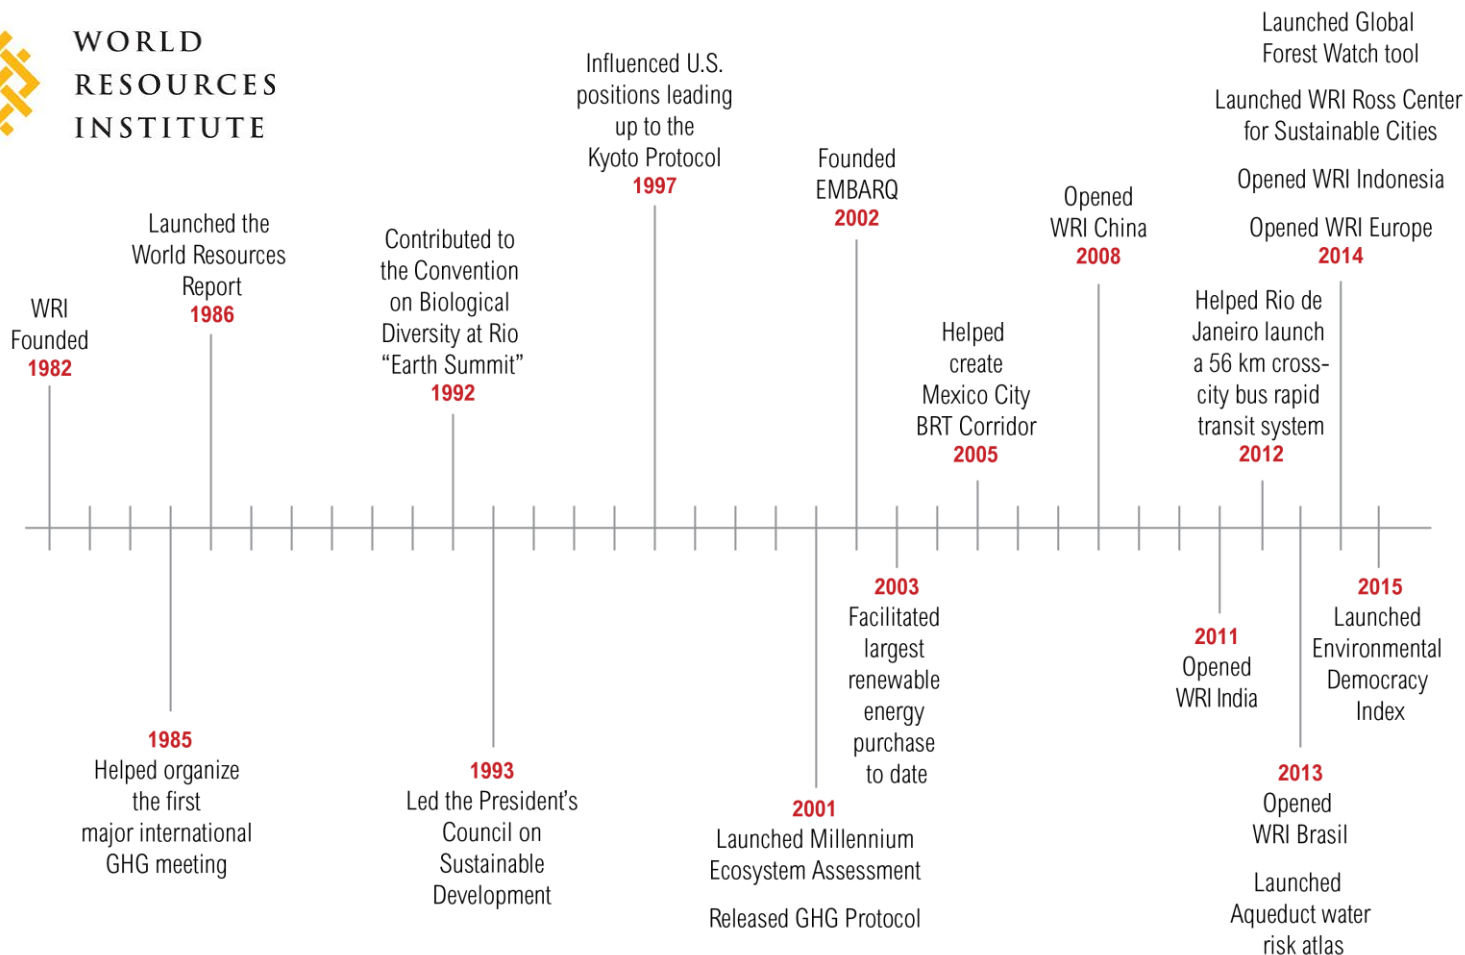 WORLD
RESOURCES
INSTITUTE
WRI
Founded
1982
Launched the
World Resources
Report
1986
Contributed to
the Convention
on Biological
Diversity at Rio
“Earth Summit”
1992
Influenced U.S.
positions leading
up to the
Kyoto Protocol
1997
Founded
EMBARQ
2002
Helped
create
Mexico City
BRT Corridor
2005
Opened
WRI China
2008
Helped Rio de
Janeiro launch
a 56 km cross-
city bus rapid
transit system
2012
Launched Global
Forest Watch tool
Launched WRI Ross Center
for Sustainable Cities
Opened WRI Indonesia
Opened WRI Europe
2014
1985
Helped organize
the first
major international
GHG meeting
1993
Led the President’s
Council on
Sustainable
Development
2001
Launched Millennium
Ecosystem Assessment
Released GHG Protocol
2003
Facilitated
largest
renewable
energy
purchase
to date
2011
Opened
WRI India
2013
Opened
WRI Brasil
Launched
Aqueduct water
risk atlas
2015
Launched
Environmental
Democracy
Index